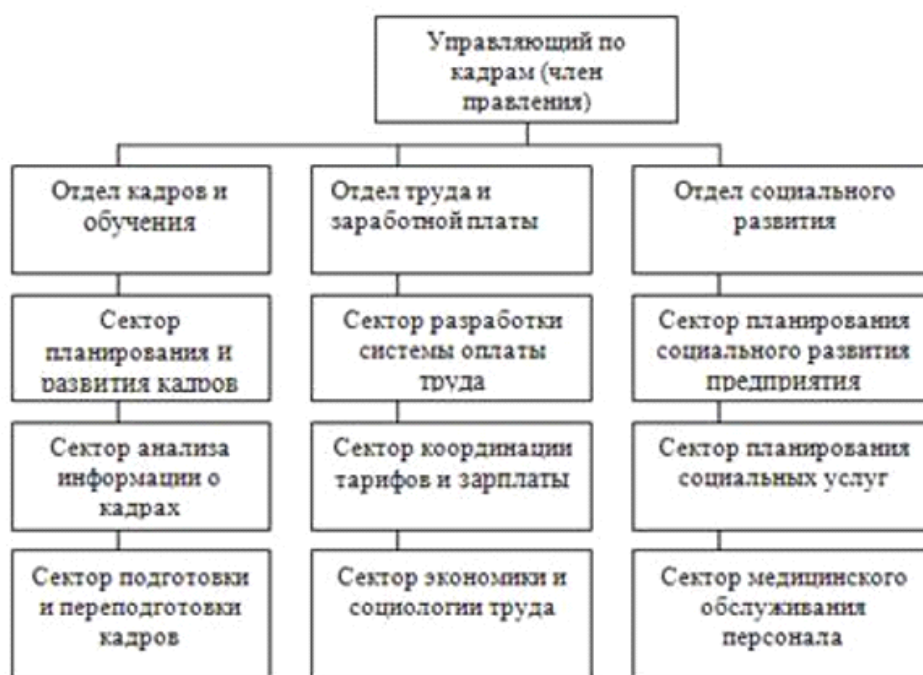 Управляющий по
кадрам (член
правления)
Отдел кадров и
обучения
Отдел труда и
заработной платы
Отдел социального
развития
Сектор
планирования и
развития кадров
Сектор разработки
системы оплаты
труда
Сектор планирования
социального развития
предприятия
Сектор анализа
информации о
кадрах
Сектор координации
тарифов и зарплаты
Сектор планирования
социальных услуг
Сектор подготовки
и переподготовки
кадров
Сектор экономики и
социологии труда
Сектор медицинского
обслуживания
персонала